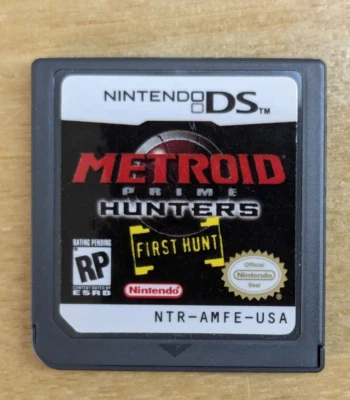 NINTENDO DS™
METROID
PRIME
HUNTERS
FIRST HUNT
RATING PENDING
RP
CONTENT RATED BY
ESRB
Nintendo
Official
Nintendo
Seal
NTR-AMFE-USA